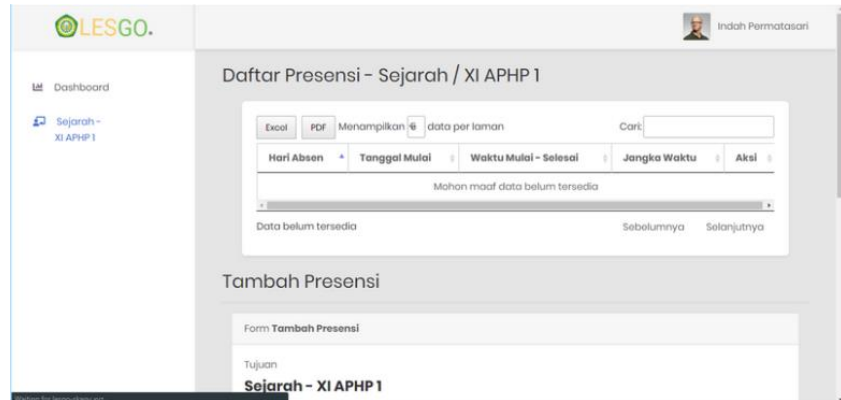 LESGO.
Indah Permatasari
Dashboard
Sejarah -
XI APHP 1
Daftar Presensi - Sejarah / XI APHP 1
Excel PDF Menampilkan data per laman Cari:
Hari Absen Tanggal Mulai Waktu Mulai - Selesai Jangka Waktu Aksi
Mohon maaf data belum tersedia
Data belum tersedia Sebelumnya Selanjutnya
Tambah Presensi
Form Tambah Presensi
Tujuan
Sejarah - XI APHP 1